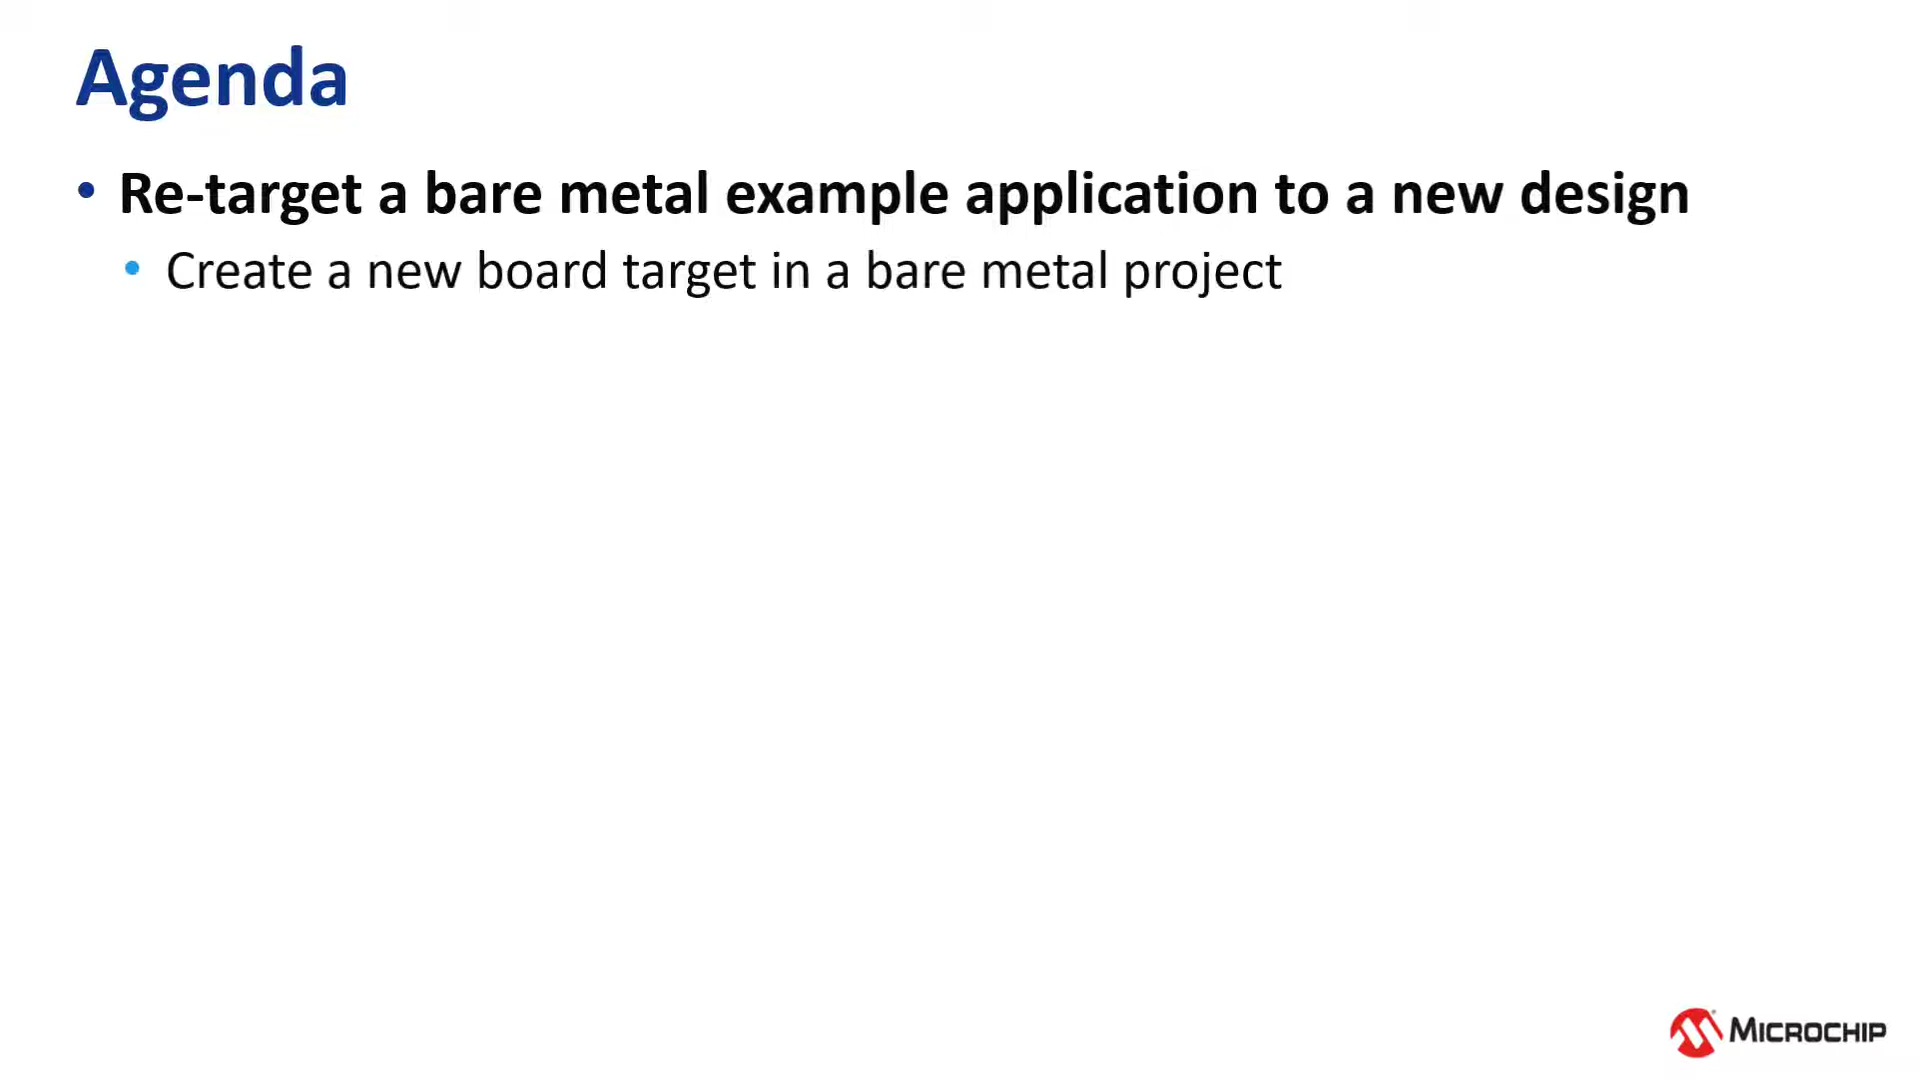 Agenda
• Re-target a bare metal example application to a new design
• Create a new board target in a bare metal project
MICROCHIP